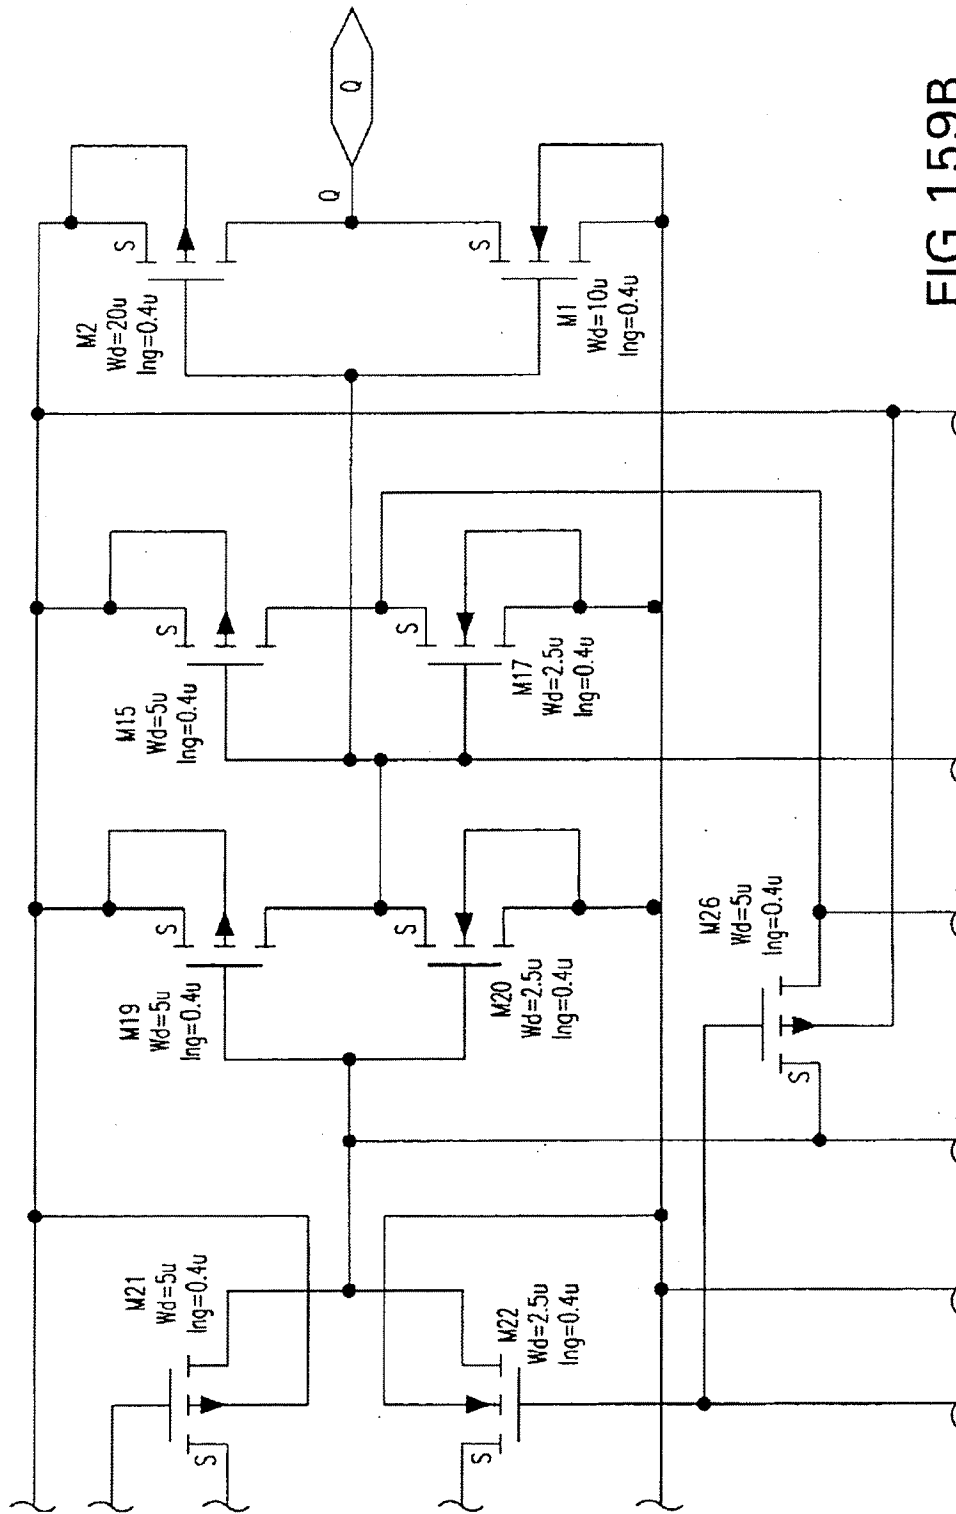 Q
Q
S
M2
Wd=20u
lng=0.4u
S
M1
Wd=10u
lng=0.4u
S
M15
Wd=5u
lng=0.4u
S
M17
Wd=2.5u
lng=0.4u
S
M19
Wd=5u
lng=0.4u
S
M20
Wd=2.5u
lng=0.4u
M26
Wd=5u
lng=0.4u
S
M21
Wd=5u
lng=0.4u
S
M22
Wd=2.5u
lng=0.4u
S
FIG 159B